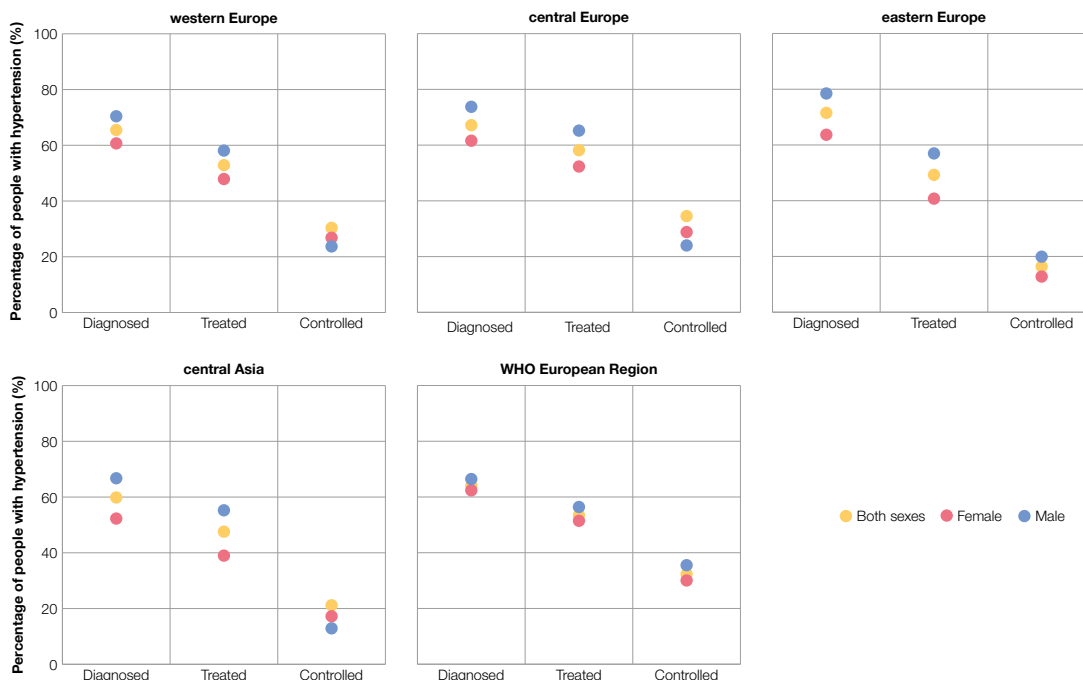 western Europe
central Europe
eastern Europe
Percentage of people with hypertension (%)
100
80
60
40
20
0
Diagnosed
Treated
Controlled
Diagnosed
Treated
Controlled
Diagnosed
Treated
Controlled
central Asia
WHO European Region
Percentage of people with hypertension (%)
100
80
60
40
20
0
Diagnosed
Treated
Controlled
Diagnosed
Treated
Controlled
Both sexes
Female
Male